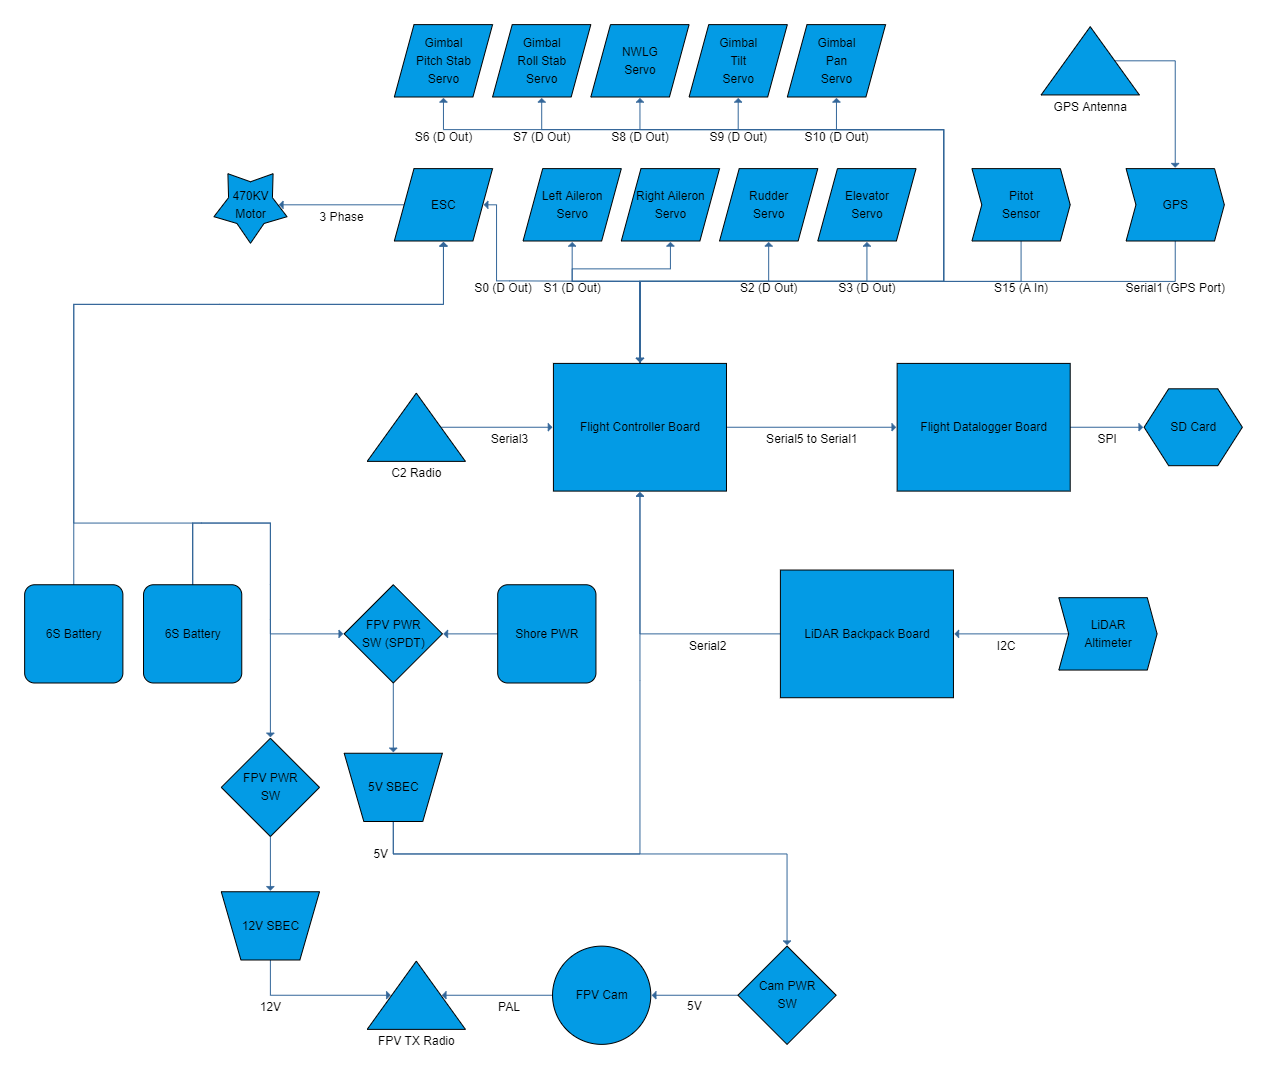 Gimbal
Pitch Stab
Servo
Gimbal
Roll Stab
Servo
NWLG
Servo
Gimbal
Tilt
Servo
Gimbal
Pan
Servo
GPS Antenna
S6 (D Out)
S7 (D Out)
S8 (D Out)
S9 (D Out)
S10 (D Out)
470KV
Motor
3 Phase
ESC
Left Aileron
Servo
Right Aileron
Servo
Rudder
Servo
Elevator
Servo
Pitot
Sensor
GPS
S0 (D Out)
S1 (D Out)
S2 (D Out)
S3 (D Out)
S15 (A In)
Serial1 (GPS Port)
C2 Radio
Serial3
Flight Controller Board
Serial5 to Serial1
Flight Datalogger Board
SPI
SD Card
6S Battery
6S Battery
FPV PWR
SW (SPDT)
Shore PWR
Serial2
LiDAR Backpack Board
I2C
LiDAR
Altimeter
FPV PWR
SW
5V SBEC
5V
12V SBEC
12V
FPV TX Radio
PAL
FPV Cam
5V
Cam PWR
SW